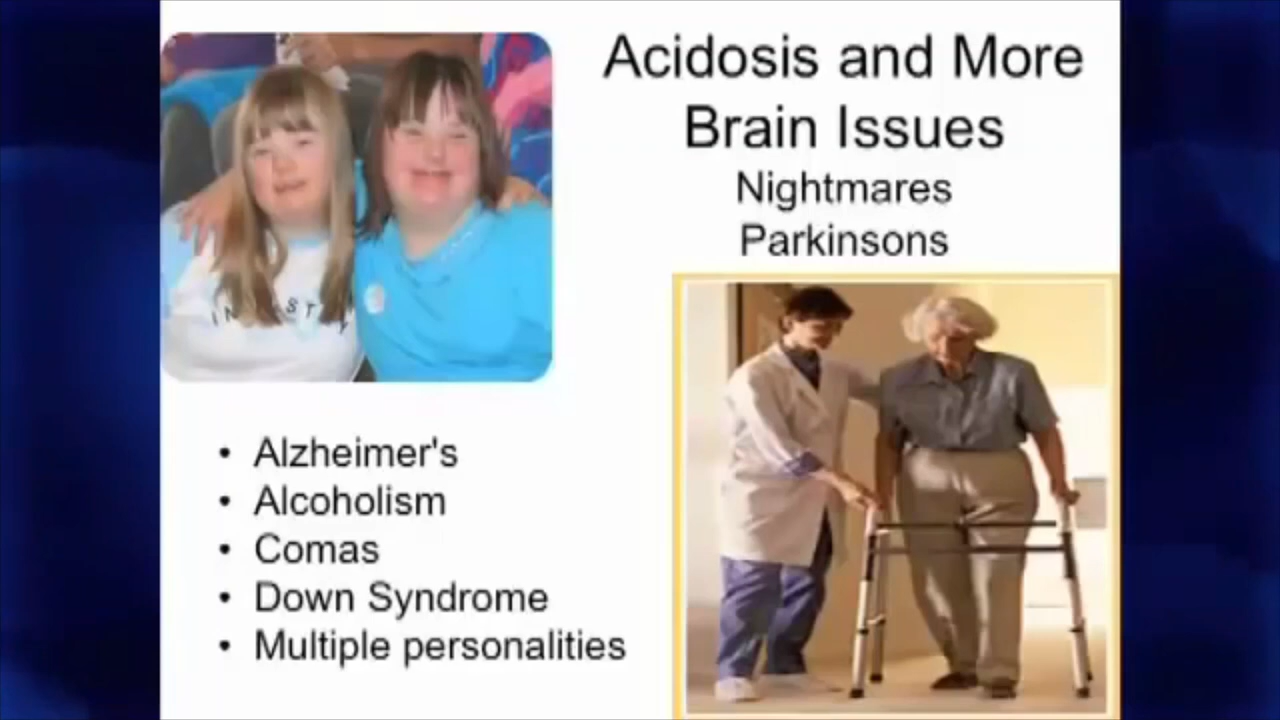 Acidosis and More
Brain Issues
Nightmares
Parkinsons
• Alzheimer's
• Alcoholism
• Comas
• Down Syndrome
• Multiple personalities